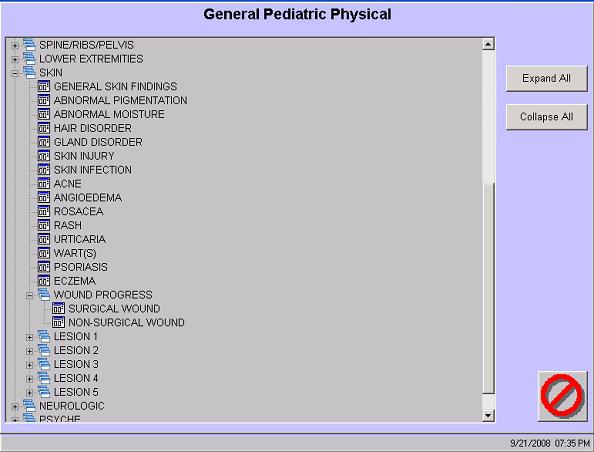 General Pediatric Physical
SPINE/RIBS/PELVIS
LOWER EXTREMITIES
SKIN
GENERAL SKIN FINDINGS
ABNORMAL PIGMENTATION
ABNORMAL MOISTURE
HAIR DISORDER
GLAND DISORDER
SKIN INJURY
SKIN INFECTION
ACNE
ANGIOEDEMA
ROSACEA
RASH
URTICARIA
WART(S)
PSORIASIS
ECZEMA
WOUND PROGRESS
SURGICAL WOUND
NON-SURGICAL WOUND
LESION 1
LESION 2
LESION 3
LESION 4
LESION 5
NEUROLOGIC
PSYCHE
Expand All
Collapse All
9/21/2008 07:35 PM